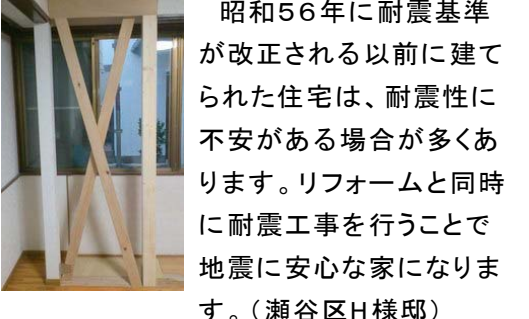 昭和５６年に耐震基準
が改正される以前に建て
られた住宅は、耐震性に
不安がある場合が多くあ
ります。リフォームと同時
に耐震工事を行うことで
地震に安心な家になりま
す。（瀬谷区Ｈ様邸）